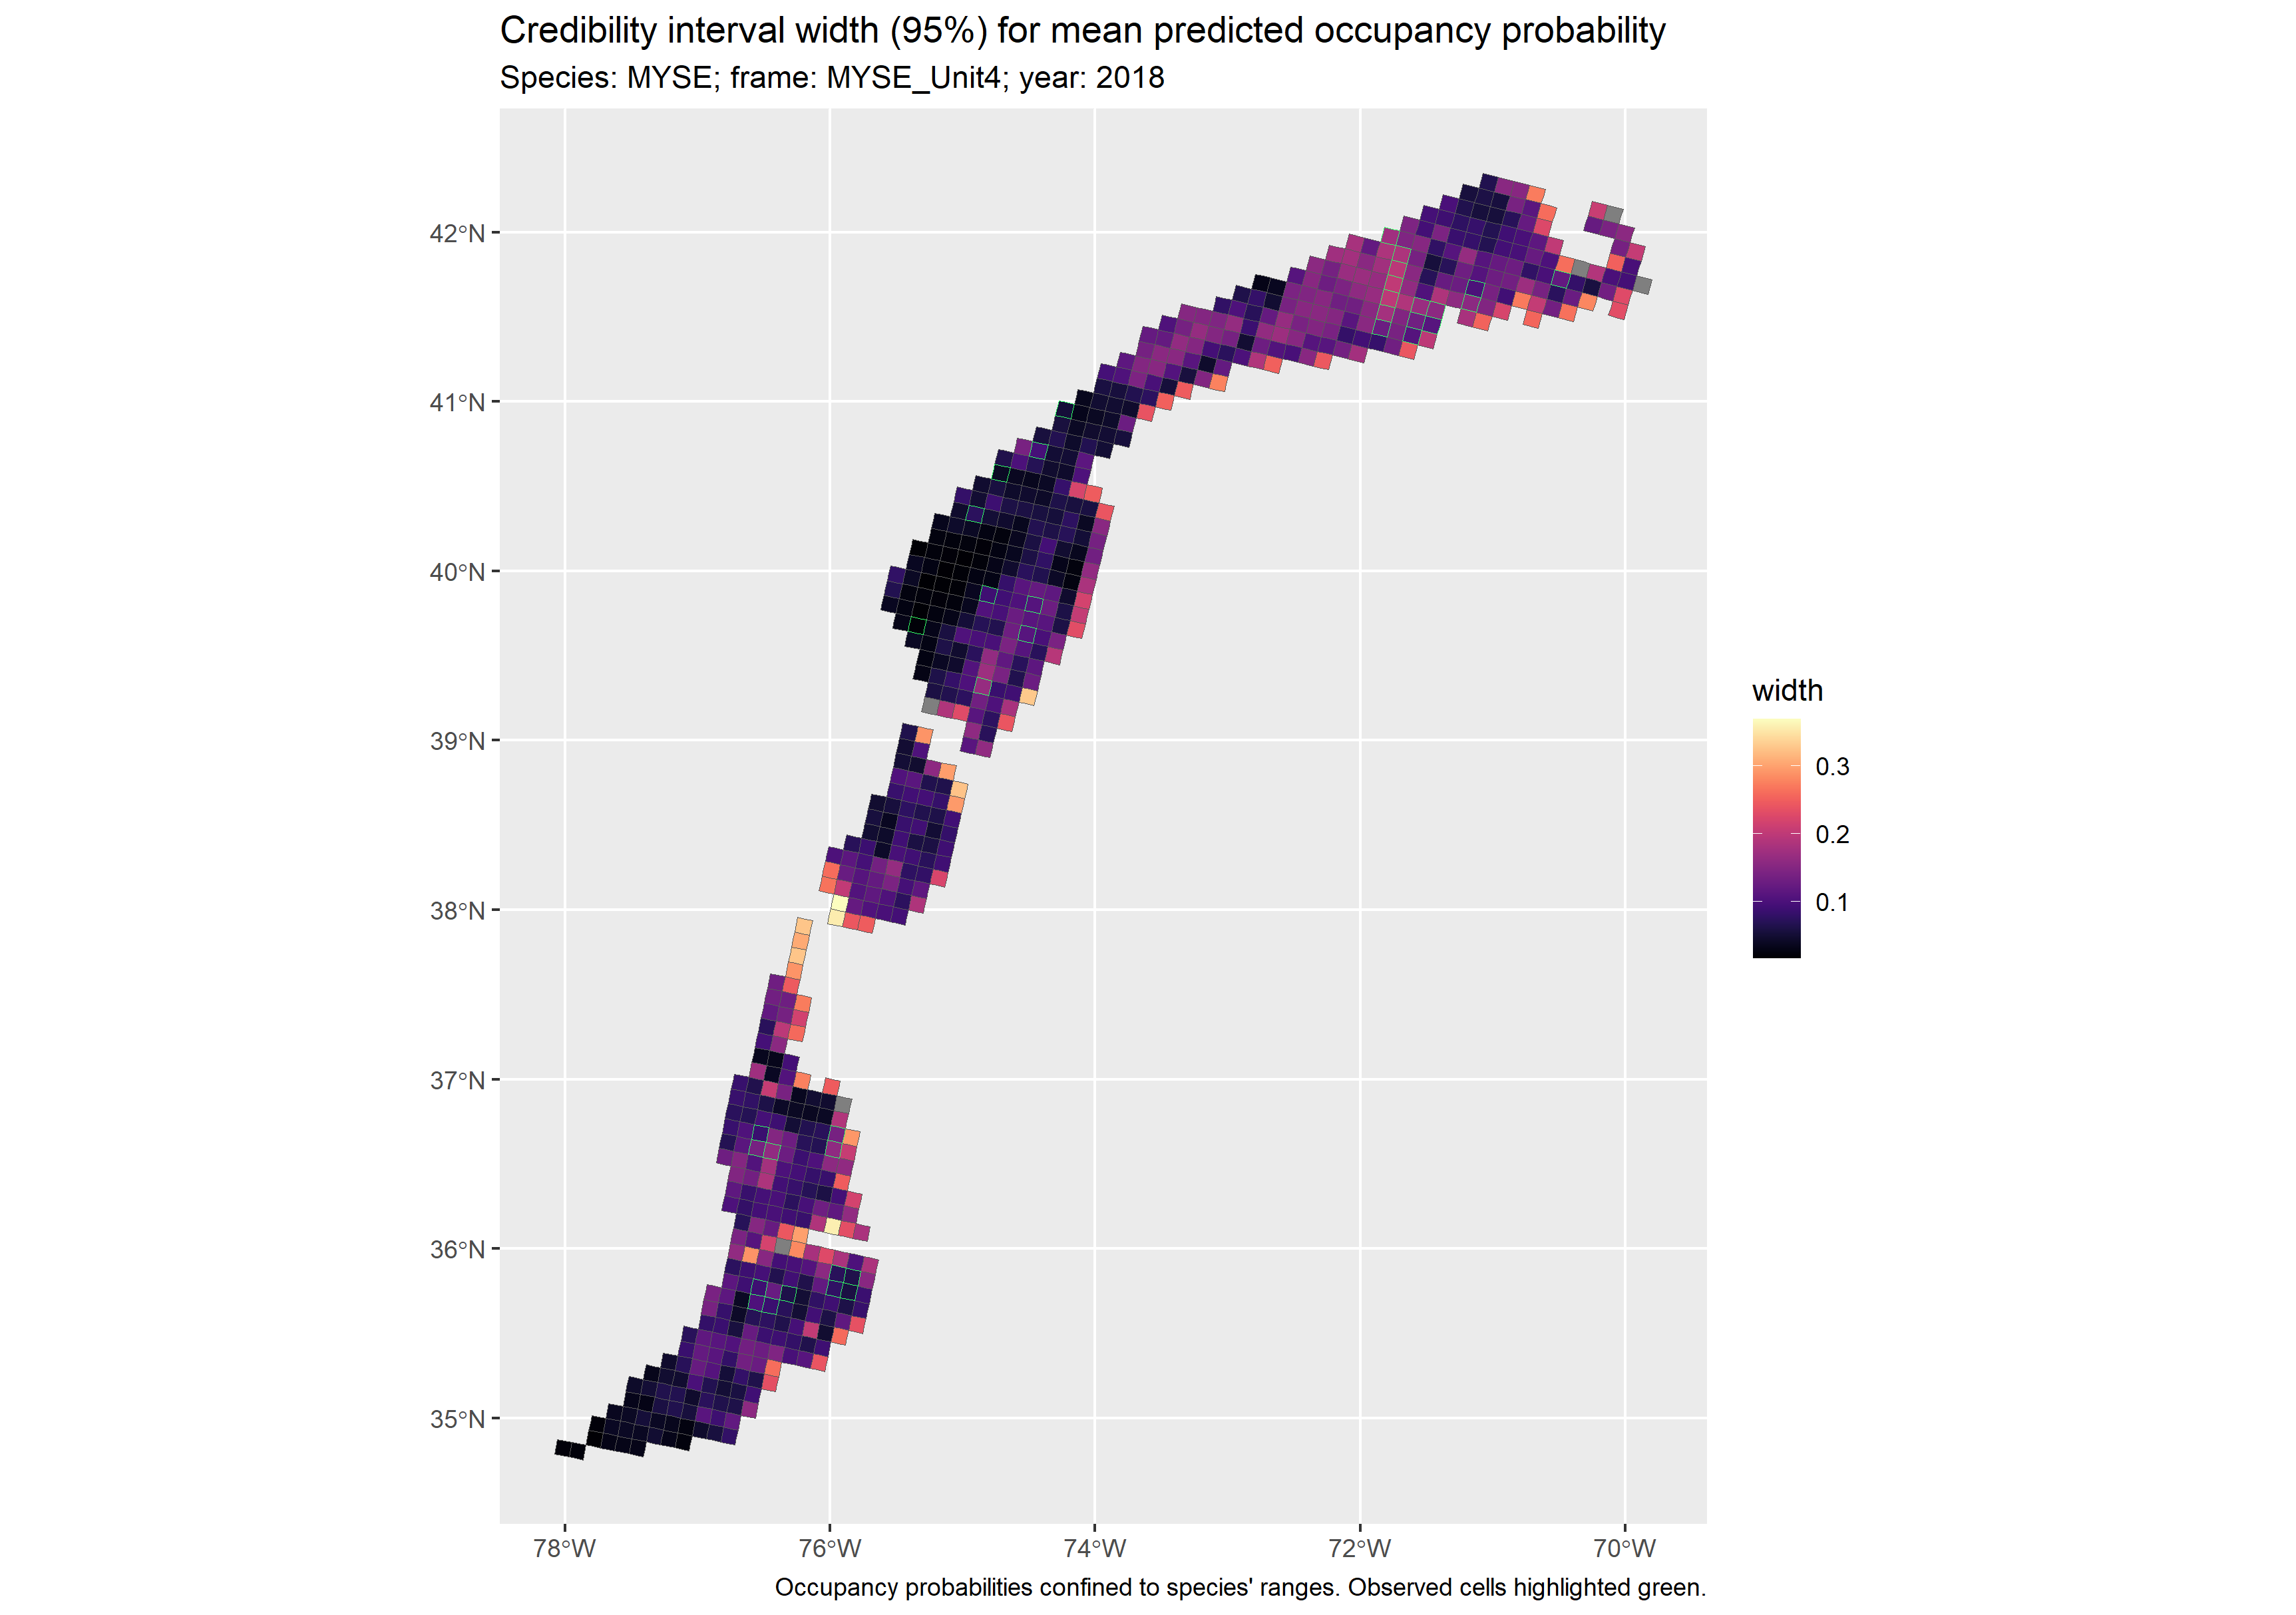 Credibility interval width (95%) for mean predicted occupancy probability
Species: MYSE; frame: MYSE_Unit4; year: 2018
42°N
41°N
40°N
39°N
38°N
37°N
36°N
35°N
78°W
76°W
74°W
72°W
70°W
width
0.3
0.2
0.1
Occupancy probabilities confined to species' ranges. Observed cells highlighted green.